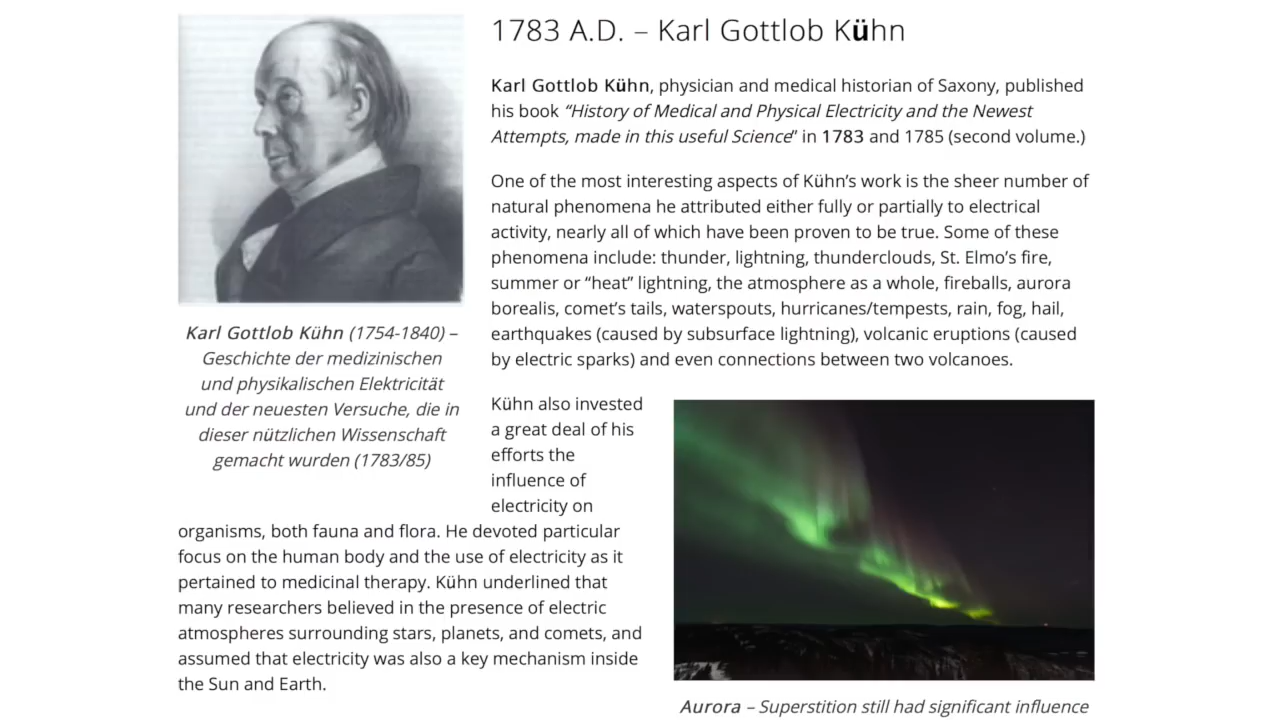 1783 A.D. – Karl Gottlob Kühn
Karl Gottlob Kühn, physician and medical historian of Saxony, published
his book “History of Medical and Physical Electricity and the Newest
Attempts, made in this useful Science” in 1783 and 1785 (second volume.)
One of the most interesting aspects of Kühn’s work is the sheer number of
natural phenomena he attributed either fully or partially to electrical
activity, nearly all of which have been proven to be true. Some of these
phenomena include: thunder, lightning, thunderclouds, St. Elmo’s fire,
summer or “heat” lightning, the atmosphere as a whole, fireballs, aurora
borealis, comet’s tails, waterspouts, hurricanes/tempests, rain, fog, hail,
earthquakes (caused by subsurface lightning), volcanic eruptions (caused
by electric sparks) and even connections between two volcanoes.
Karl Gottlob Kühn (1754-1840) –
Geschichte der medizinischen
und physikalischen Elektricität
und der neuesten Versuche, die in
dieser nützlichen Wissenschaft
gemacht wurden (1783/85)
Kühn also invested
a great deal of his
efforts the
influence of
electricity on
organisms, both fauna and flora. He devoted particular
focus on the human body and the use of electricity as it
pertained to medicinal therapy. Kühn underlined that
many researchers believed in the presence of electric
atmospheres surrounding stars, planets, and comets, and
assumed that electricity was also a key mechanism inside
the Sun and Earth.
Aurora – Superstition still had significant influence